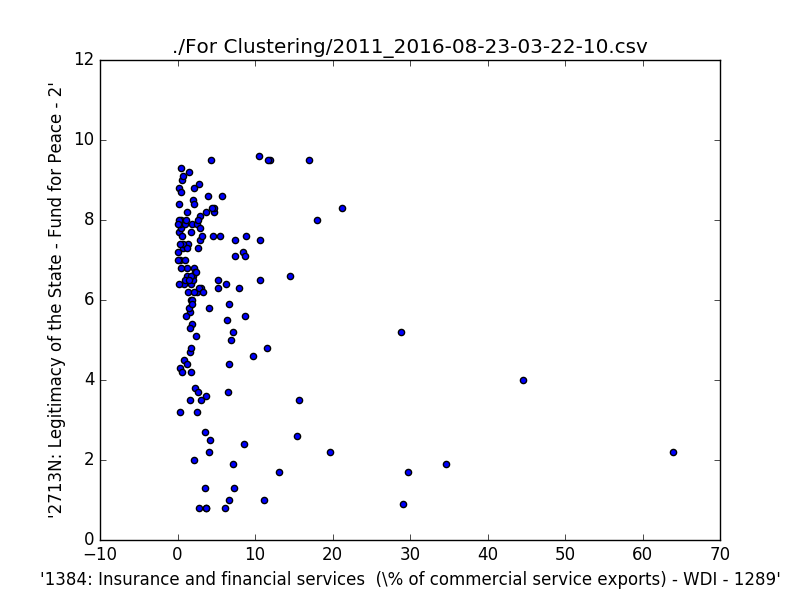 ./For Clustering/2011_2016-08-23-03-22-10.csv
'2713N: Legitimacy of the State - Fund for Peace - 2'
12
10
8
6
4
2
0
−10 0 10 20 30 40 50 60 70
'1384: Insurance and financial services  (\% of commercial service exports) - WDI - 1289'